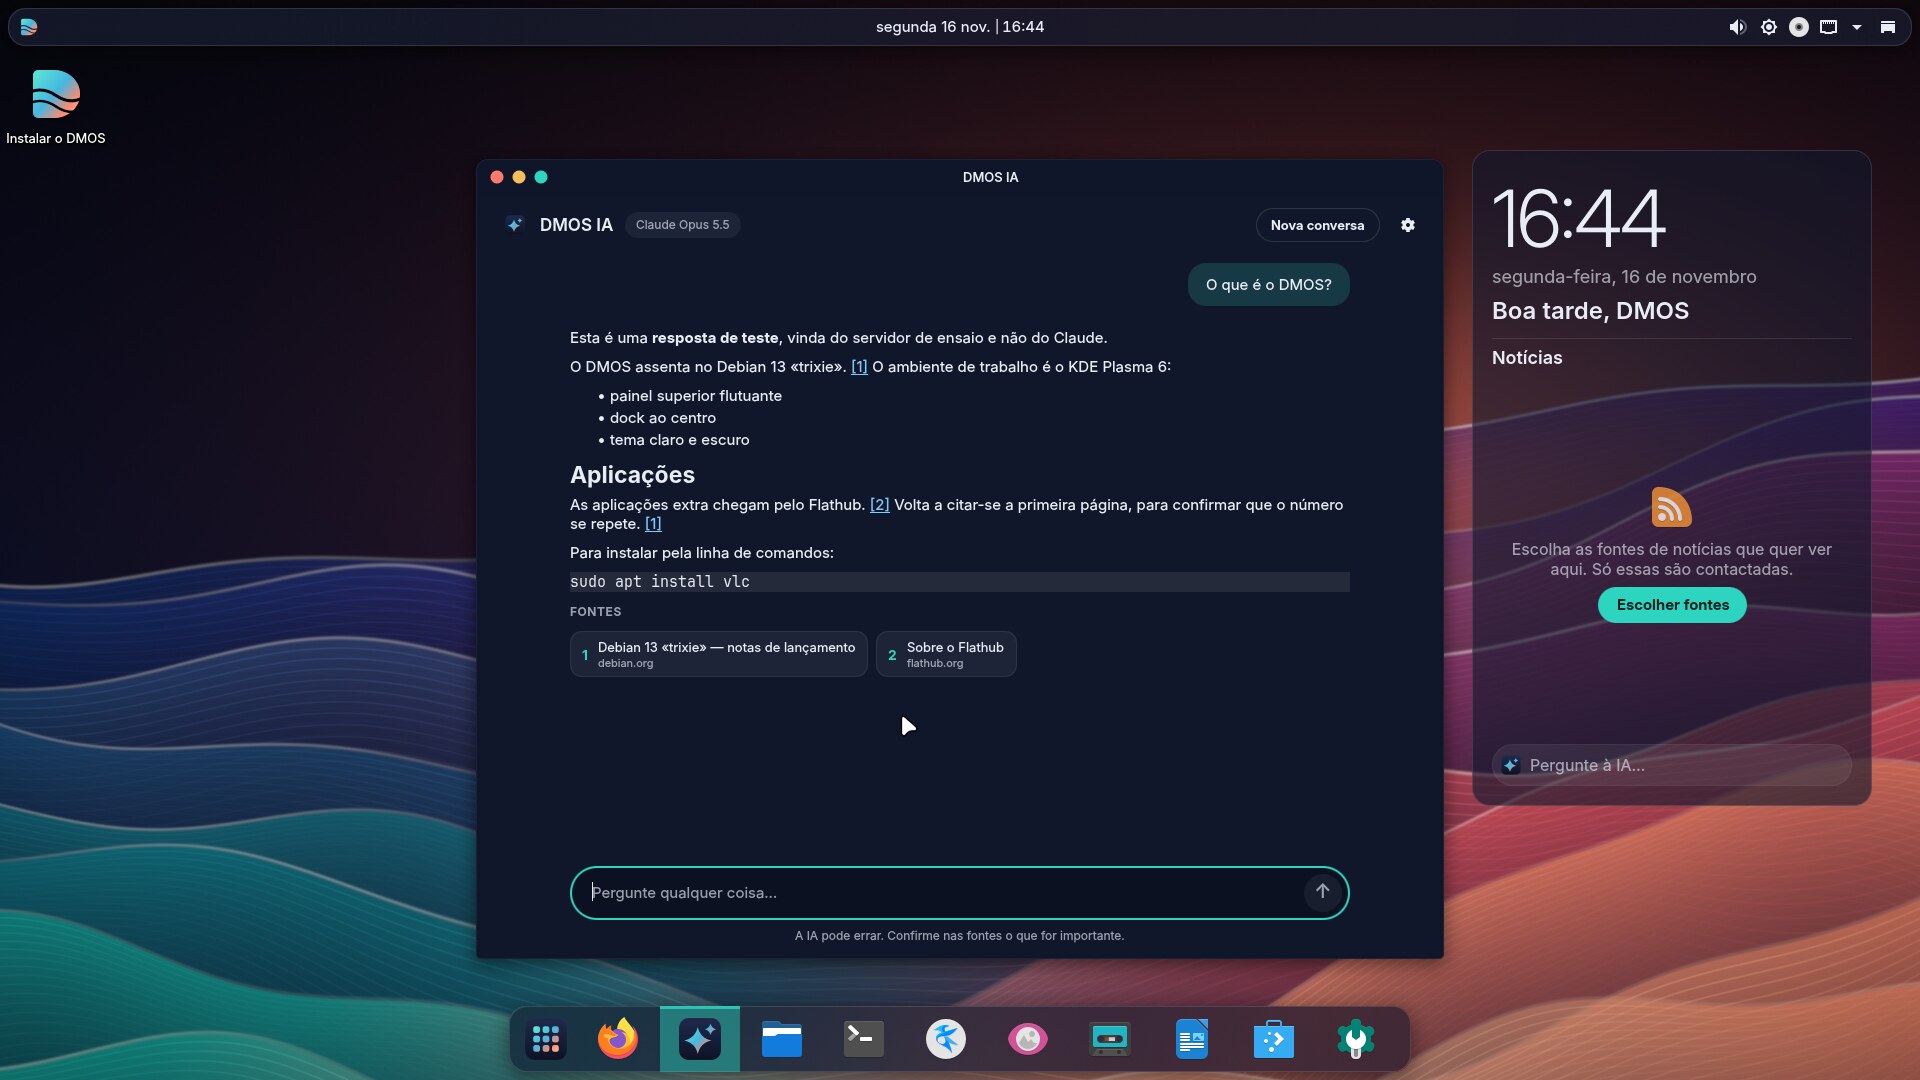 segunda 16 nov. | 16:44
Instalar o DMOS
DMOS IA
DMOS IA
Claude Opus 5.5
Nova conversa
O que é o DMOS?
Esta é uma resposta de teste, vinda do servidor de ensaio e não do Claude.
O DMOS assenta no Debian 13 «trixie». [1] O ambiente de trabalho é o KDE Plasma 6:
• painel superior flutuante
• dock ao centro
• tema claro e escuro
Aplicações
As aplicações extra chegam pelo Flathub. [2] Volta a citar-se a primeira página, para confirmar que o número
se repete. [1]
Para instalar pela linha de comandos:
sudo apt install vlc
FONTES
1 Debian 13 «trixie» — notas de lançamento
debian.org
2 Sobre o Flathub
flathub.org
Pergunte qualquer coisa...
A IA pode errar. Confirme nas fontes o que for importante.
16:44
segunda-feira, 16 de novembro
Boa tarde, DMOS
Notícias
Escolha as fontes de notícias que quer ver
aqui. Só essas são contactadas.
Escolher fontes
Pergunte à IA...